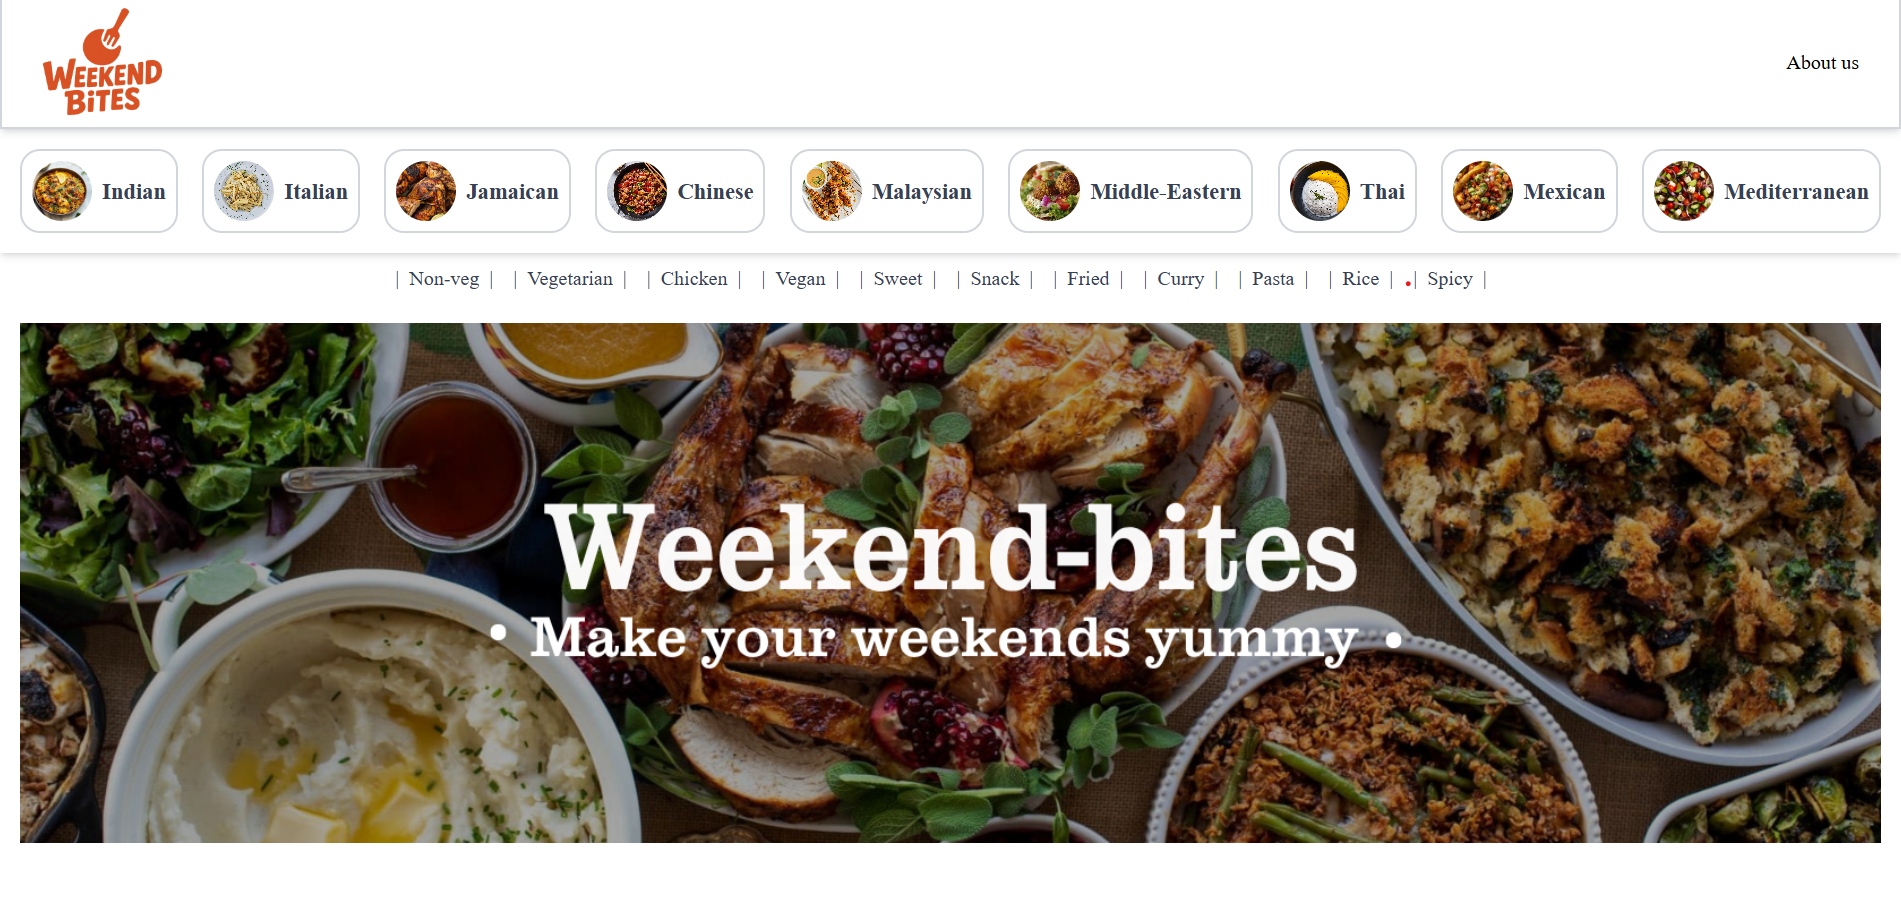 WEEKEND
BiTES
About us
Indian
Italian
Jamaican
Chinese
Malaysian
Middle-Eastern
Thai
Mexican
Mediterranean
| Non-veg | | Vegetarian | | Chicken | | Vegan | | Sweet | | Snack | | Fried | | Curry | | Pasta | | Rice | .| Spicy |
Weekend-bites
• Make your weekends yummy •